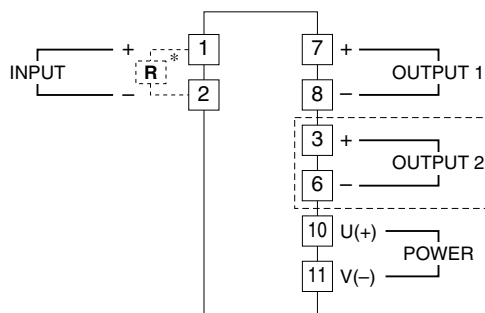 INPUT
+
–
R
*
1
2
7 +
8 –
OUTPUT 1
3 +
6 –
OUTPUT 2
10 U(+)
11 V(–)
POWER